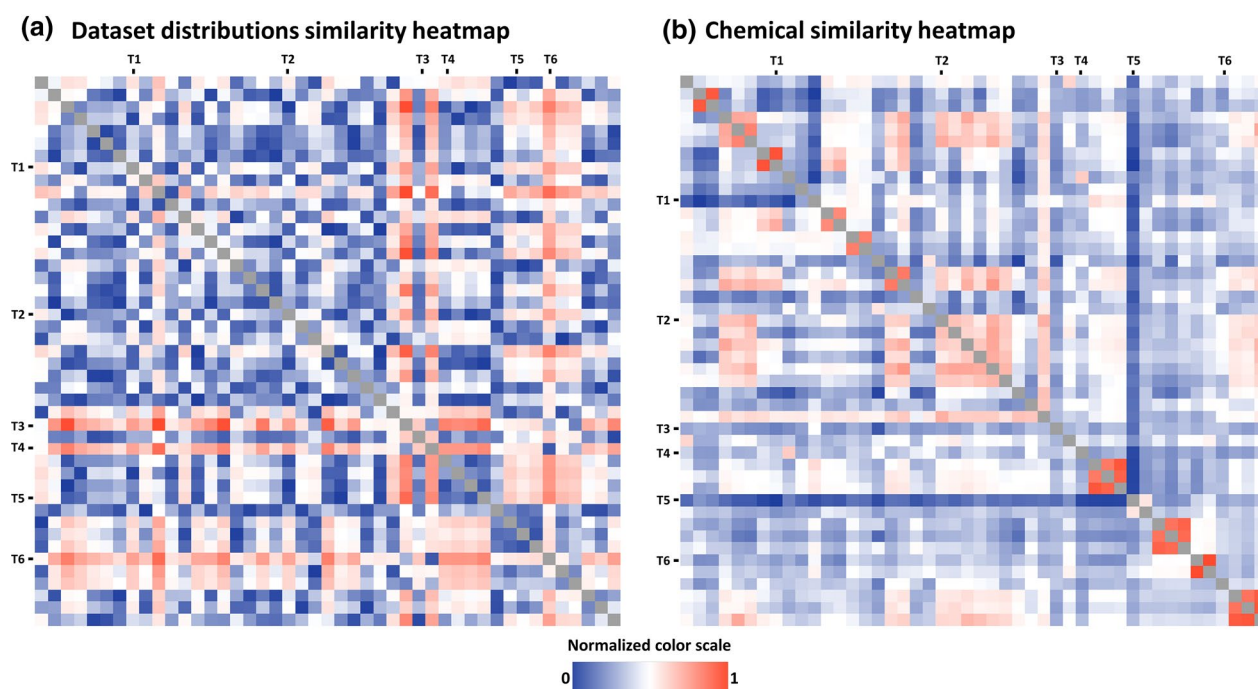 (a) Dataset distributions similarity heatmap
T1 T2 T3 T4 T5 T6
T1
T2
T3
T4
T5
T6
(b) Chemical similarity heatmap
T1 T2 T3 T4 T5 T6
T1
T2
T3
T4
T5
T6
Normalized color scale
0 1